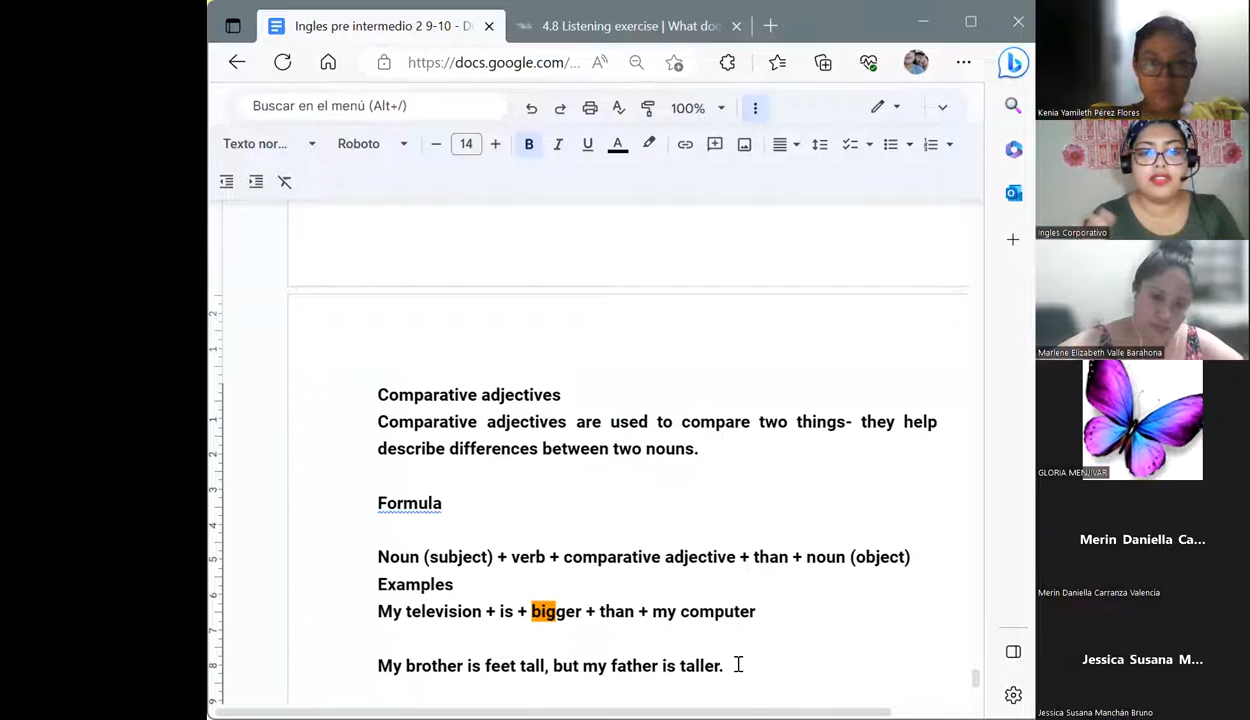 Ingles pre intermedio 2 9-10 - D
4.8 Listening exercise | What doe
https://docs.google.com/...
Buscar en el menú (Alt+/)
100%
Texto nor...
Roboto
14
B I U A
Comparative adjectives
Comparative adjectives are used to compare two things- they help
describe differences between two nouns.
Formula
Noun (subject) + verb + comparative adjective + than + noun (object)
Examples
My television + is + bigger + than + my computer
My brother is feet tall, but my father is taller.
Kenia Yamileth Pérez Flores
Ingles Corporativo
Marlene Elizabeth Valle Barahona
GLORIA MENJIVAR
Merin Daniella Ca...
Merin Daniella Carranza Valencia
Jessica Susana M...
Jessica Susana Manchán Bruno